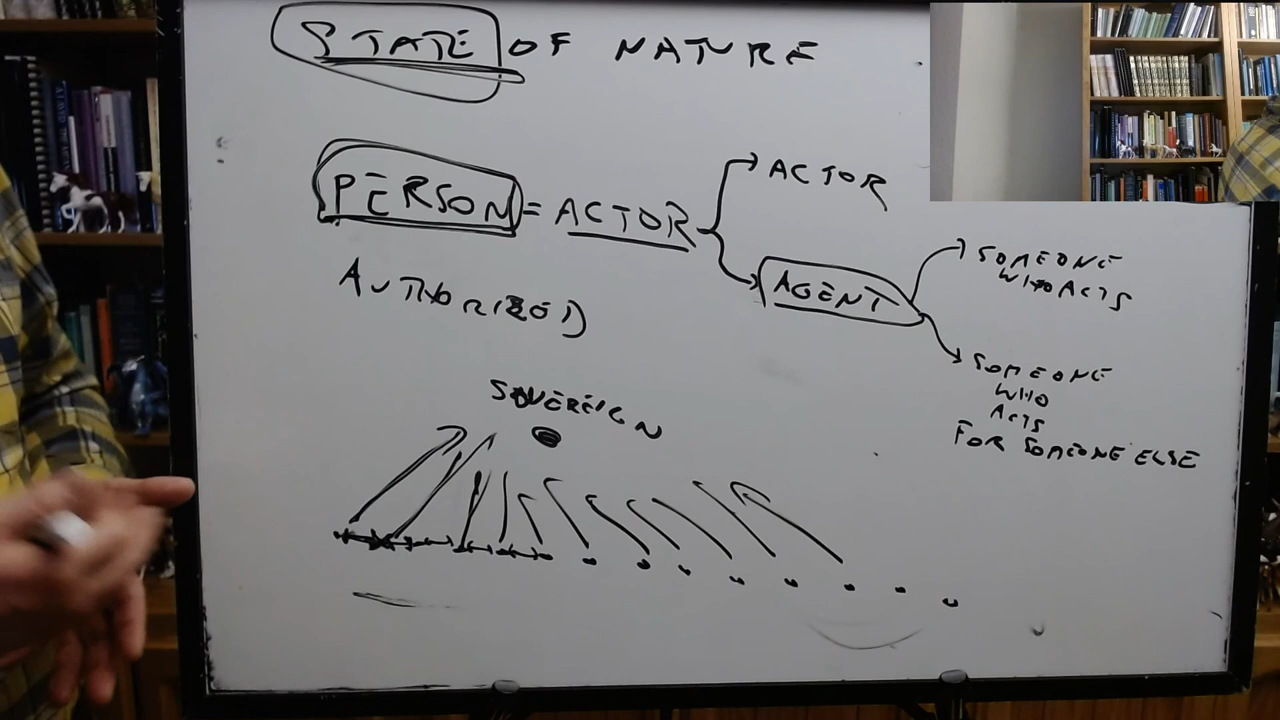 STATE OF NATURE
PERSON = ACTOR
ACTOR
AGENT
SOMEONE
WHO ACTS
SOMEONE
WHO
ACTS
FOR SOMEONE ELSE
AUTHORIZED
SOVEREIGN